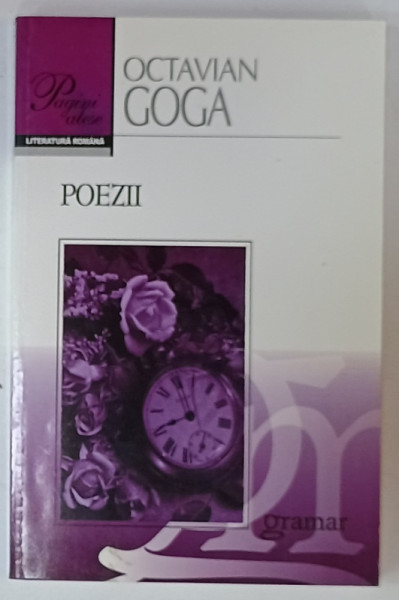 Pagini
alese
LITERATURĂ ROMÂNĂ
OCTAVIAN
GOGA
POEZII
gramar